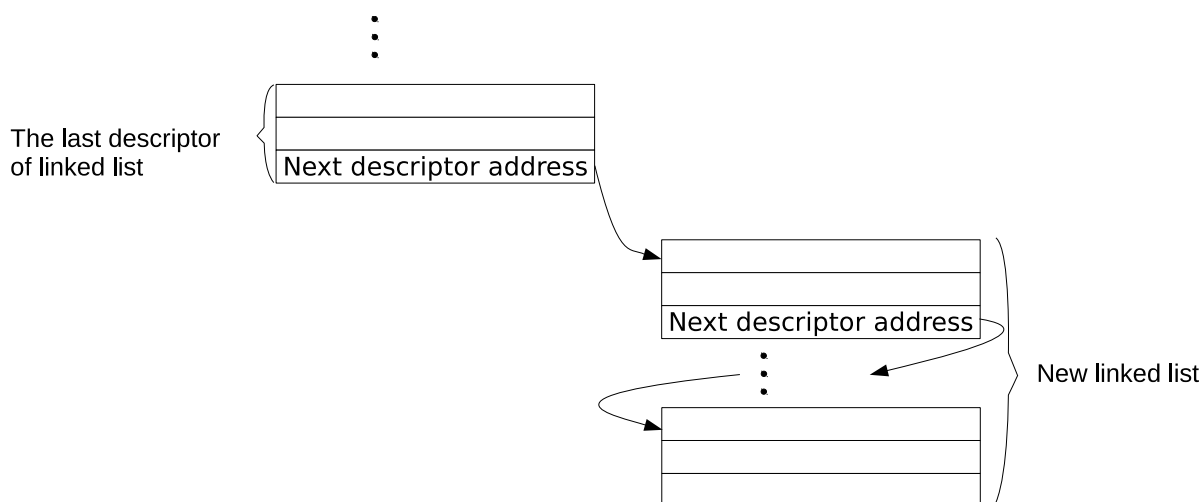 The last descriptor
of linked list
Next descriptor address
Next descriptor address
New linked list